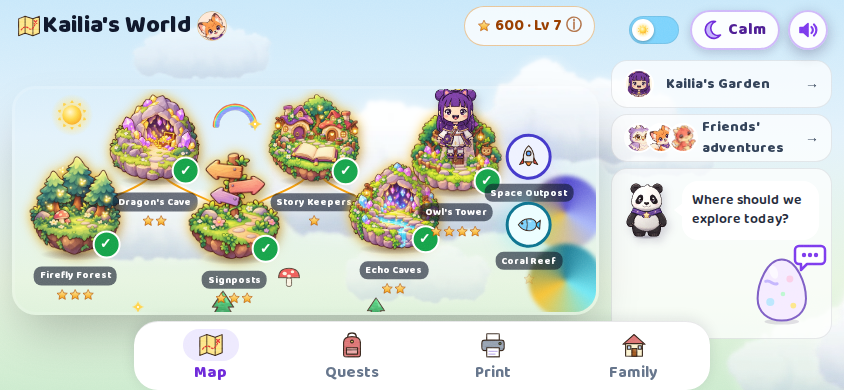 Kailia's World
600 · Lv 7 ⓘ
Calm
Kailia's Garden →
Friends' adventures →
Where should we
explore today?
Dragon's Cave
Story Keepers
Space Outpost
Owl's Tower
Firefly Forest
Signposts
Echo Caves
Coral Reef
Map
Quests
Print
Family